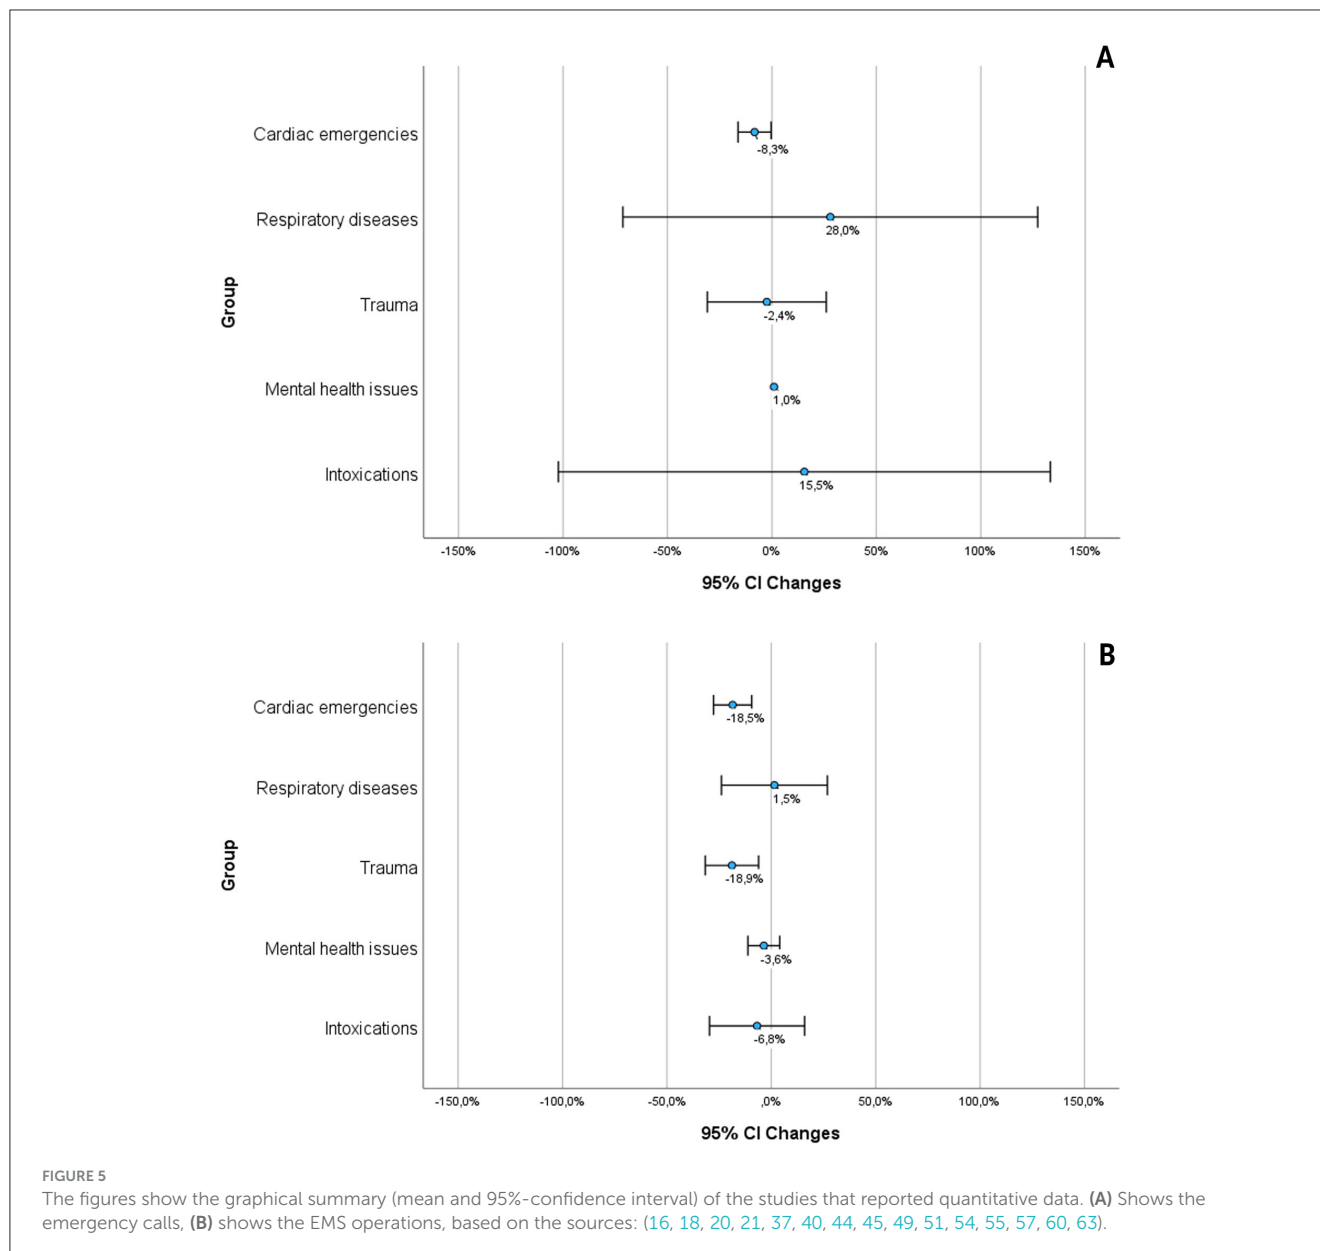 A
Cardiac emergencies
-8,3%
Respiratory diseases
28,0%
Group
Trauma
-2,4%
Mental health issues
1,0%
Intoxications
15,5%
-150% -100% -50% 0% 50% 100% 150%
95% CI Changes
B
Cardiac emergencies
-18,5%
Respiratory diseases
1,5%
Group
Trauma
-18,9%
Mental health issues
-3,6%
Intoxications
-6,8%
-150,0% -100,0% -50,0% ,0% 50,0% 100,0% 150,0%
95% CI Changes
FIGURE 5
The figures show the graphical summary (mean and 95%-confidence interval) of the studies that reported quantitative data. (A) Shows the
emergency calls, (B) shows the EMS operations, based on the sources: (16, 18, 20, 21, 37, 40, 44, 45, 49, 51, 54, 55, 57, 60, 63).